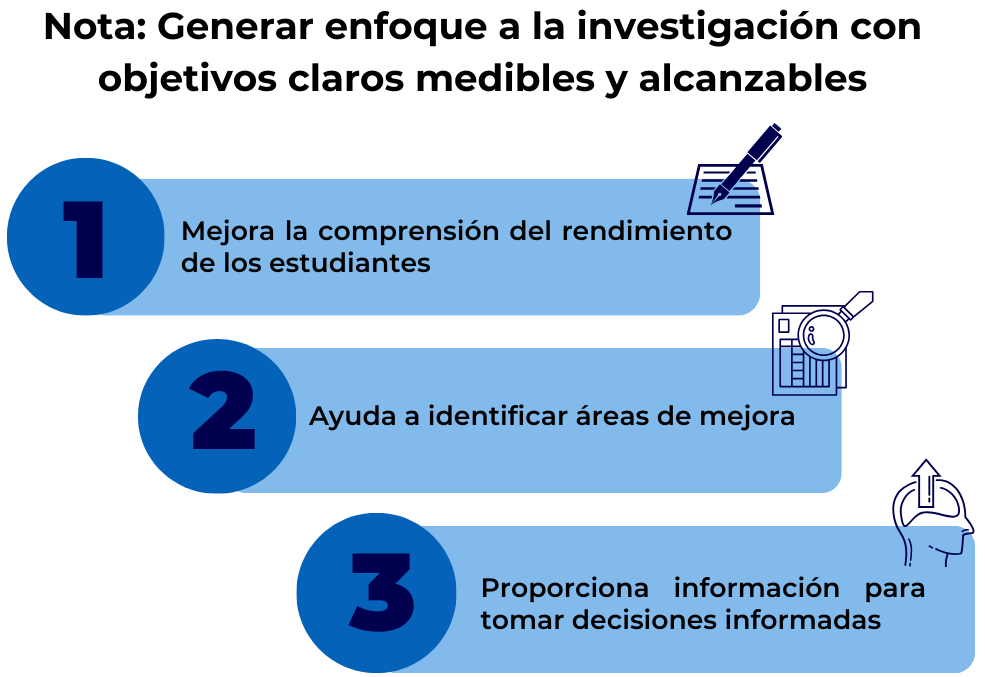 Nota: Generar enfoque a la investigación con
objetivos claros medibles y alcanzables
1
Mejora la comprensión del rendimiento
de los estudiantes
2
Ayuda a identificar áreas de mejora
3
Proporciona información para
tomar decisiones informadas